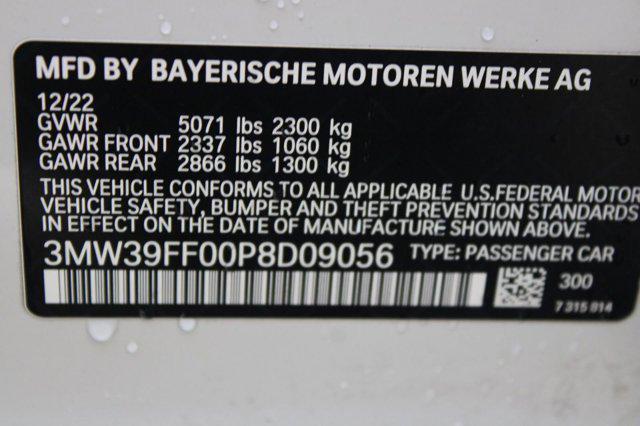 MFD BY BAYERISCHE MOTOREN WERKE AG
12/22
GVWR 5071 lbs 2300 kg
GAWR FRONT 2337 lbs 1060 kg
GAWR REAR 2866 lbs 1300 kg
THIS VEHICLE CONFORMS TO ALL APPLICABLE U.S.FEDERAL MOTOR
VEHICLE SAFETY, BUMPER AND THEFT PREVENTION STANDARDS
IN EFFECT ON THE DATE OF MANUFACTURE SHOWN ABOVE.
3MW39FF00P8D09056 TYPE: PASSENGER CAR
300
7 315 814